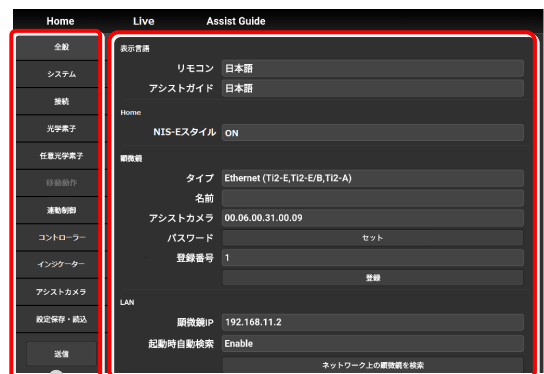 Home Live Assist Guide
全般
システム
接続
光学素子
任意光学素子
移動動作
連動制御
コントローラー
インジケーター
アシストカメラ
設定保存・読込
送信
表示言語
リモコン 日本語
アシストガイド 日本語
Home
NIS-Eスタイル ON
顕微鏡
タイプ Ethernet (Ti2-E,Ti2-E/B,Ti2-A)
名前
アシストカメラ 00.06.00.31.00.09
パスワード セット
登録番号 1
登録
LAN
顕微鏡IP 192.168.11.2
起動時自動検索 Enable
ネットワーク上の顕微鏡を検索